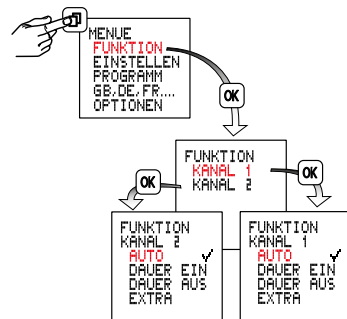 MENUE
FUNKTION
EINSTELLEN
PROGRAMM
GB,DE,FR....
OPTIONEN
OK
FUNKTION
KANAL 1
KANAL 2
OK
OK
FUNKTION
KANAL 2
AUTO
DAUER EIN
DAUER AUS
EXTRA
FUNKTION
KANAL 1
AUTO
DAUER EIN
DAUER AUS
EXTRA